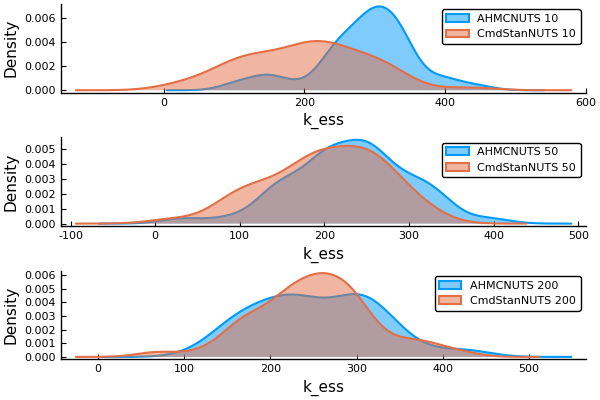 0.006
0.004
0.002
0.000
Density
0
200
400
600
k_ess
AHMCNUTS 10
CmdStanNUTS 10
0.005
0.004
0.003
0.002
0.001
0.000
Density
-100
0
100
200
300
400
500
k_ess
AHMCNUTS 50
CmdStanNUTS 50
0.006
0.005
0.004
0.003
0.002
0.001
0.000
Density
0
100
200
300
400
500
k_ess
AHMCNUTS 200
CmdStanNUTS 200